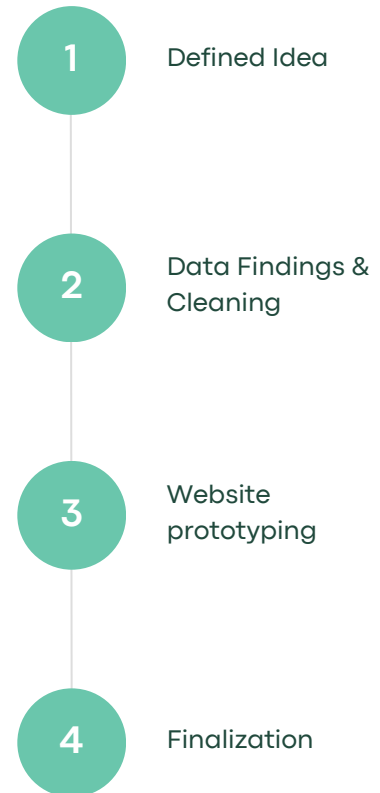 1
Defined Idea
2
Data Findings &
Cleaning
3
Website
prototyping
4
Finalization